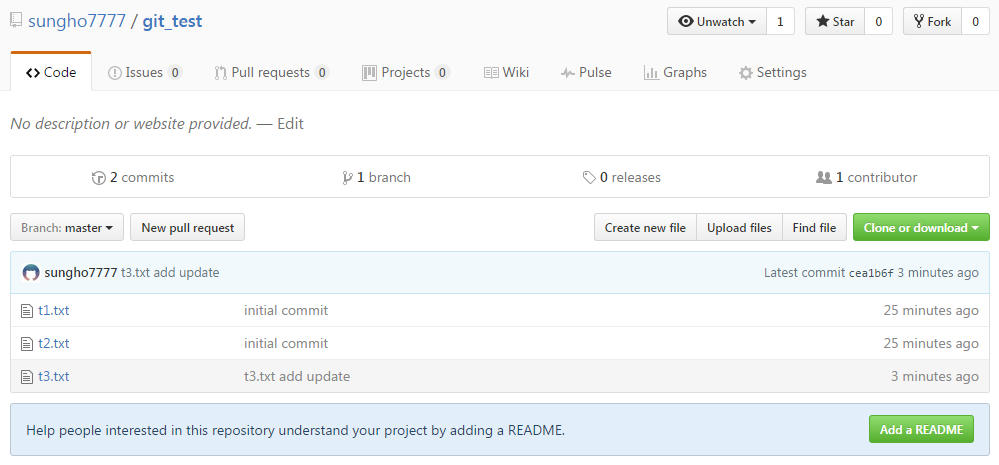 sungho7777 / git_test Unwatch 1 Star 0 Fork 0
Code Issues 0 Pull requests 0 Projects 0 Wiki Pulse Graphs Settings
No description or website provided. — Edit
2 commits 1 branch 0 releases 1 contributor
Branch: master New pull request Create new file Upload files Find file Clone or download
sungho7777 t3.txt add update Latest commit cea1b6f 3 minutes ago
t1.txt initial commit 25 minutes ago
t2.txt initial commit 25 minutes ago
t3.txt t3.txt add update 3 minutes ago
Help people interested in this repository understand your project by adding a README. Add a README